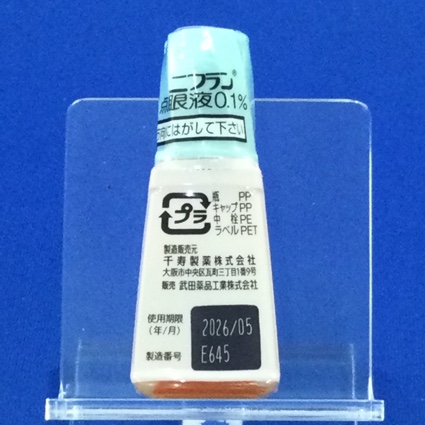 ニフラン®
点眼液0.1%
方向にはがして下さい
プラ
瓶 PP
キャップ PP
中栓 PE
ラベル PET
製造販売元
千寿製薬株式会社
大阪市中央区瓦町三丁目1番9号
販売 武田薬品工業株式会社
使用期限
(年/月)
2026/05
製造番号
E645